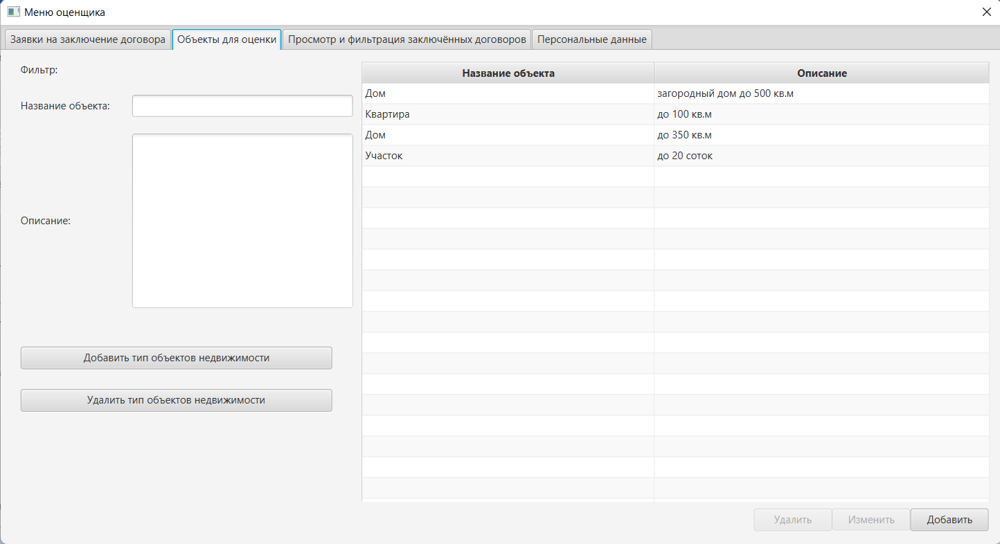 Меню оценщика
Заявки на заключение договора Объекты для оценки Просмотр и фильтрация заключённых договоров Персональные данные
Фильтр:
Название объекта:
Описание:
Добавить тип объектов недвижимости
Удалить тип объектов недвижимости
Название объекта Описание
Дом загородный дом до 500 кв.м
Квартира до 100 кв.м
Дом до 350 кв.м
Участок до 20 соток
Удалить Изменить Добавить